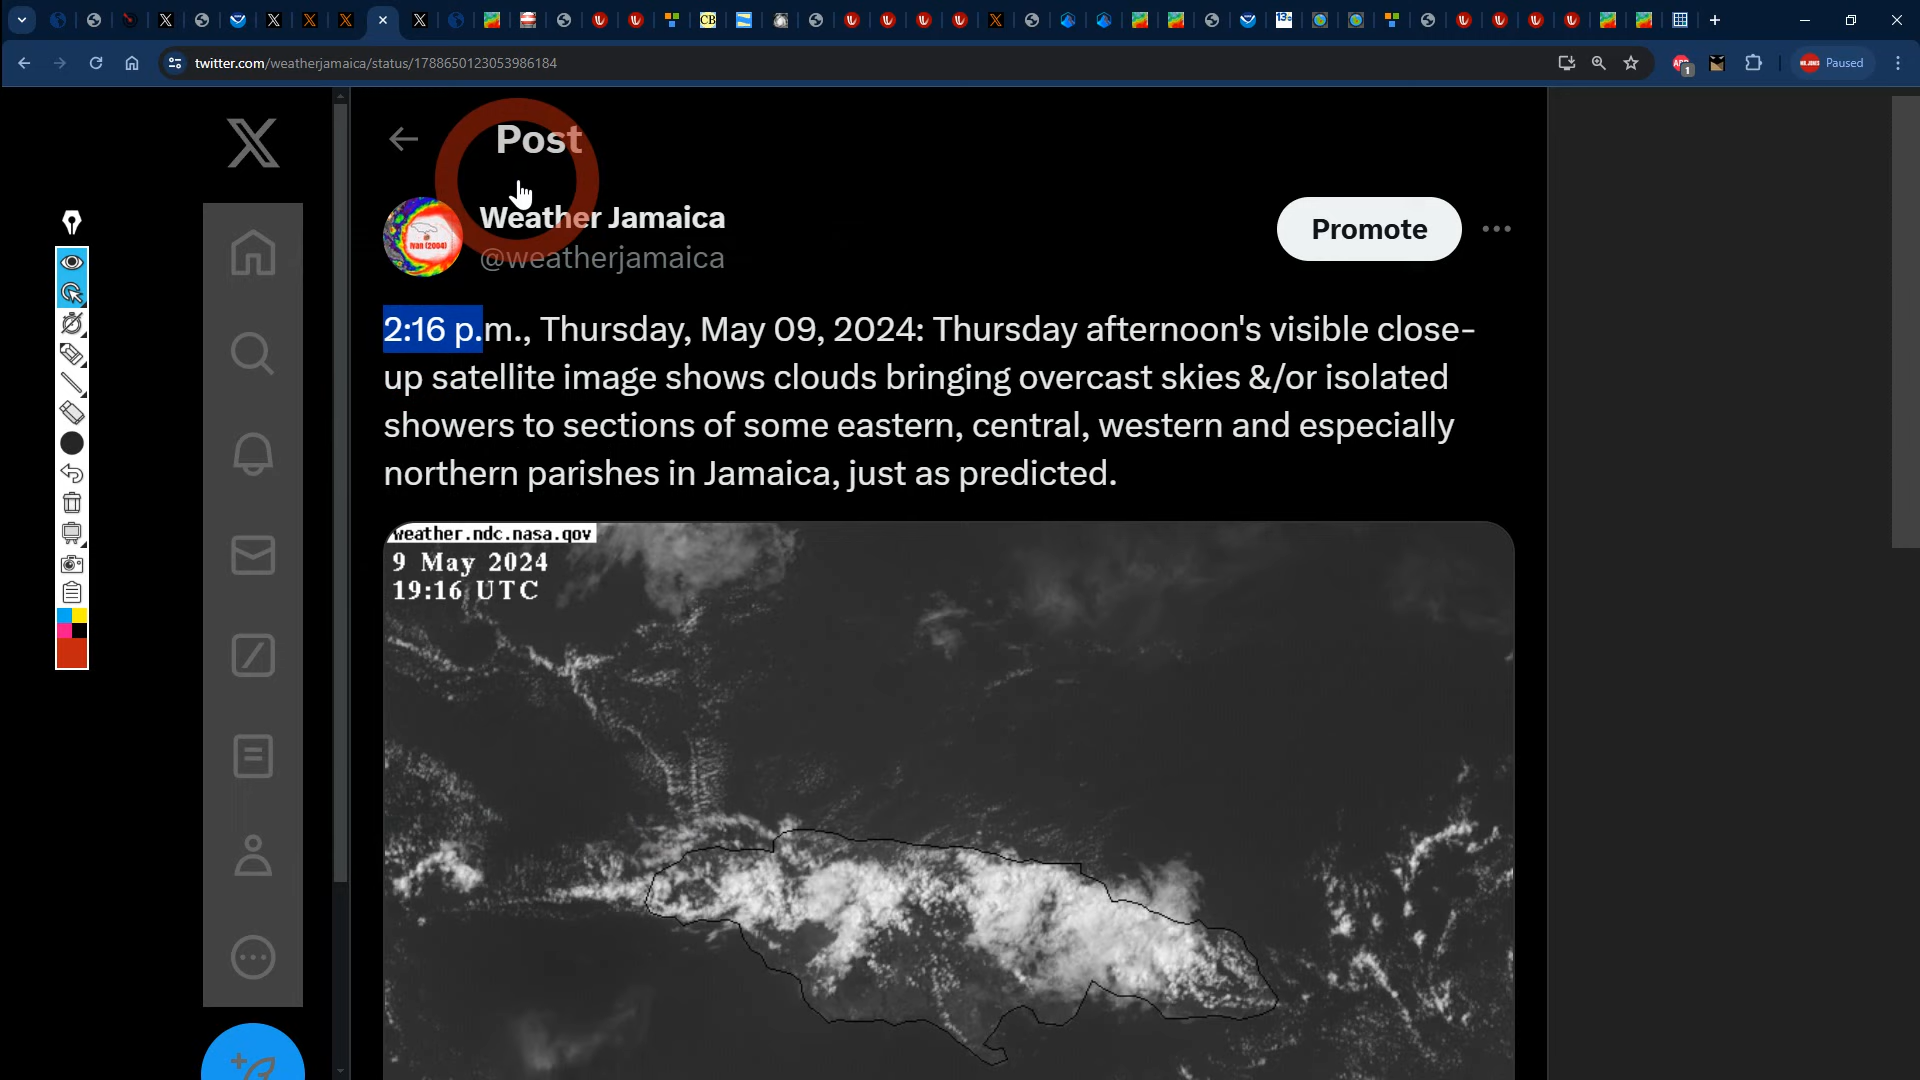 twitter.com/weatherjamaica/status/1788650123053986184
1
Paused
Post
Weather Jamaica
@weatherjamaica
Promote
Ivan (2004)
2:16 p.m., Thursday, May 09, 2024: Thursday afternoon's visible close-
up satellite image shows clouds bringing overcast skies &/or isolated
showers to sections of some eastern, central, western and especially
northern parishes in Jamaica, just as predicted.
weather.ndc.nasa.gov
9 May 2024
19:16 UTC